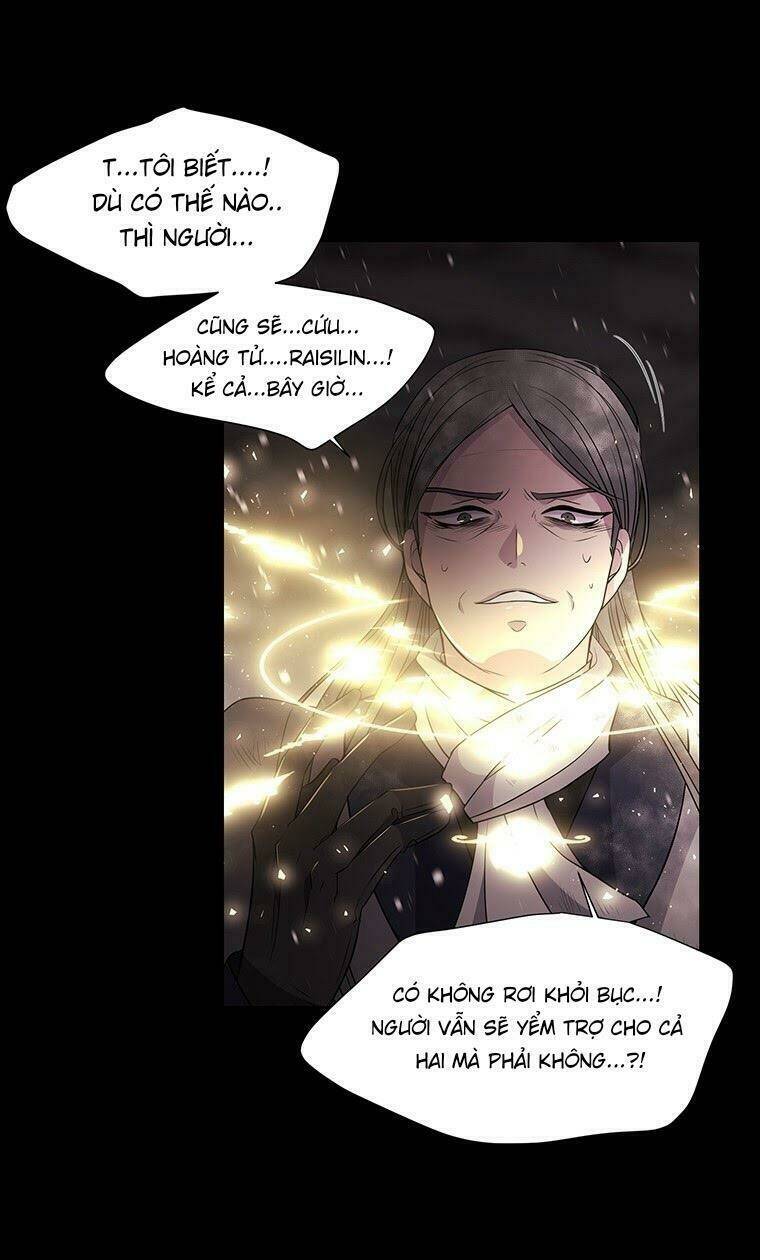 T...TÔI BIẾT....!
DÙ CÓ THẾ NÀO..
THÌ NGƯỜI...
CŨNG SẼ...CỨU...
HOÀNG TỬ....RAISILIN...!
KỂ CẢ...BÂY GIỜ...
CÓ KHÔNG RƠI KHỎI BỤC...!
NGƯỜI VẪN SẼ YỂM TRỢ CHO CẢ
HAI MÀ PHẢI KHÔNG...?!